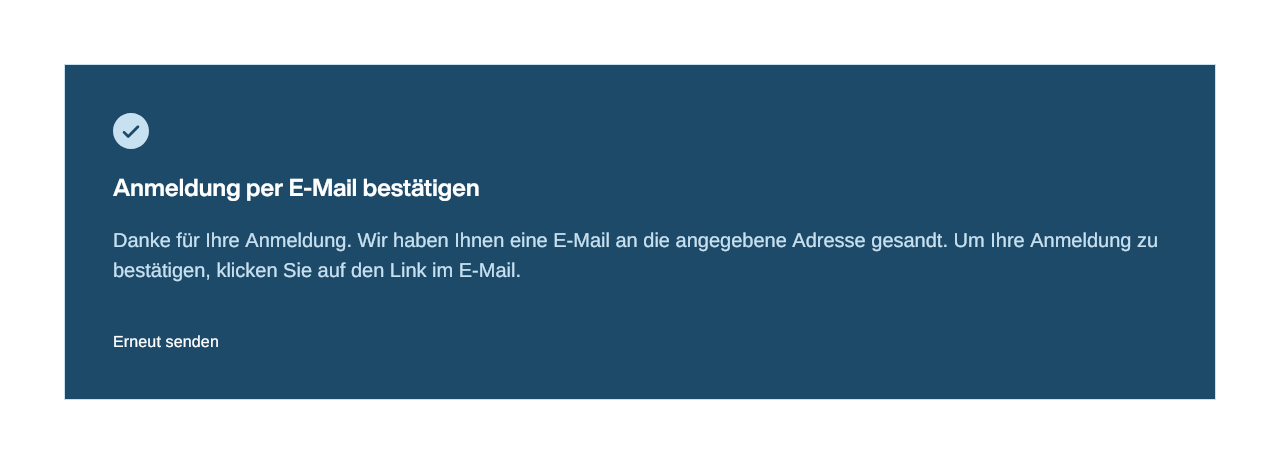 Anmeldung per E-Mail bestätigen
Danke für Ihre Anmeldung. Wir haben Ihnen eine E-Mail an die angegebene Adresse gesandt. Um Ihre Anmeldung zu
bestätigen, klicken Sie auf den Link im E-Mail.
Erneut senden